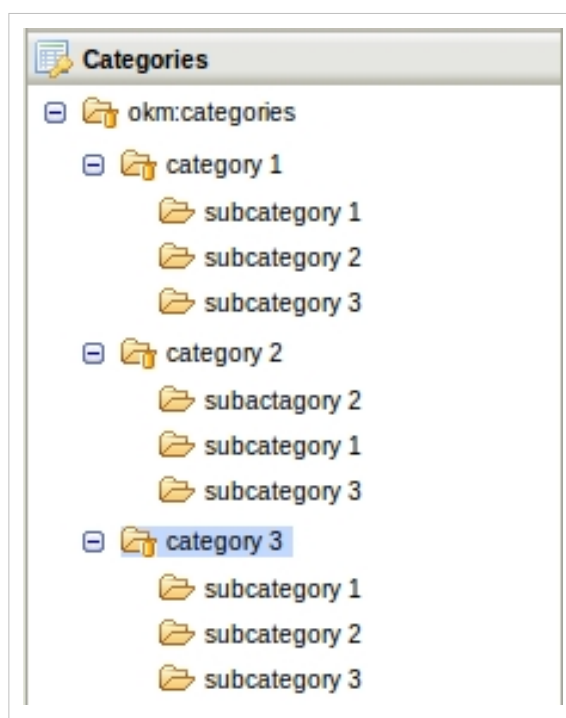 Categories
okm:categories
category 1
subcategory 1
subcategory 2
subcategory 3
category 2
subactagory 2
subcategory 1
subcategory 3
category 3
subcategory 1
subcategory 2
subcategory 3